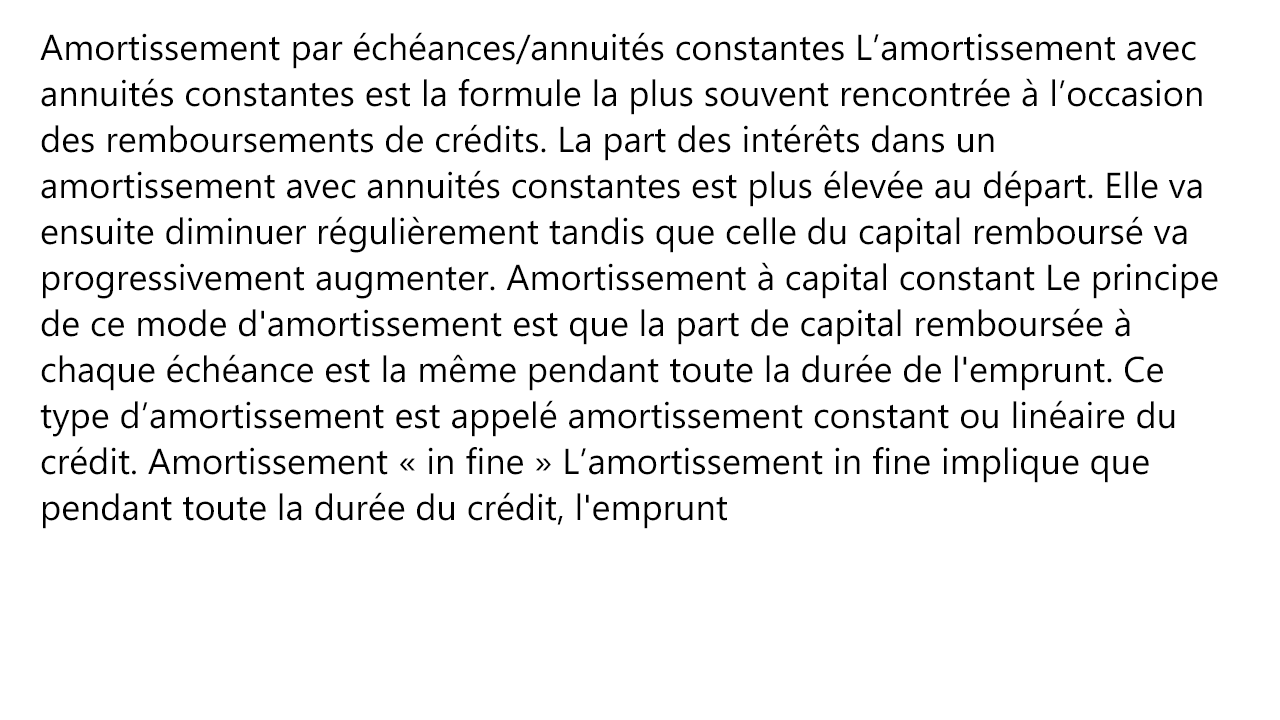 Amortissement par échéances/annuités constantes L’amortissement avec
annuités constantes est la formule la plus souvent rencontrée à l’occasion
des remboursements de crédits. La part des intérêts dans un
amortissement avec annuités constantes est plus élevée au départ. Elle va
ensuite diminuer régulièrement tandis que celle du capital remboursé va
progressivement augmenter. Amortissement à capital constant Le principe
de ce mode d'amortissement est que la part de capital remboursée à
chaque échéance est la même pendant toute la durée de l'emprunt. Ce
type d’amortissement est appelé amortissement constant ou linéaire du
crédit. Amortissement « in fine » L’amortissement in fine implique que
pendant toute la durée du crédit, l'emprunt